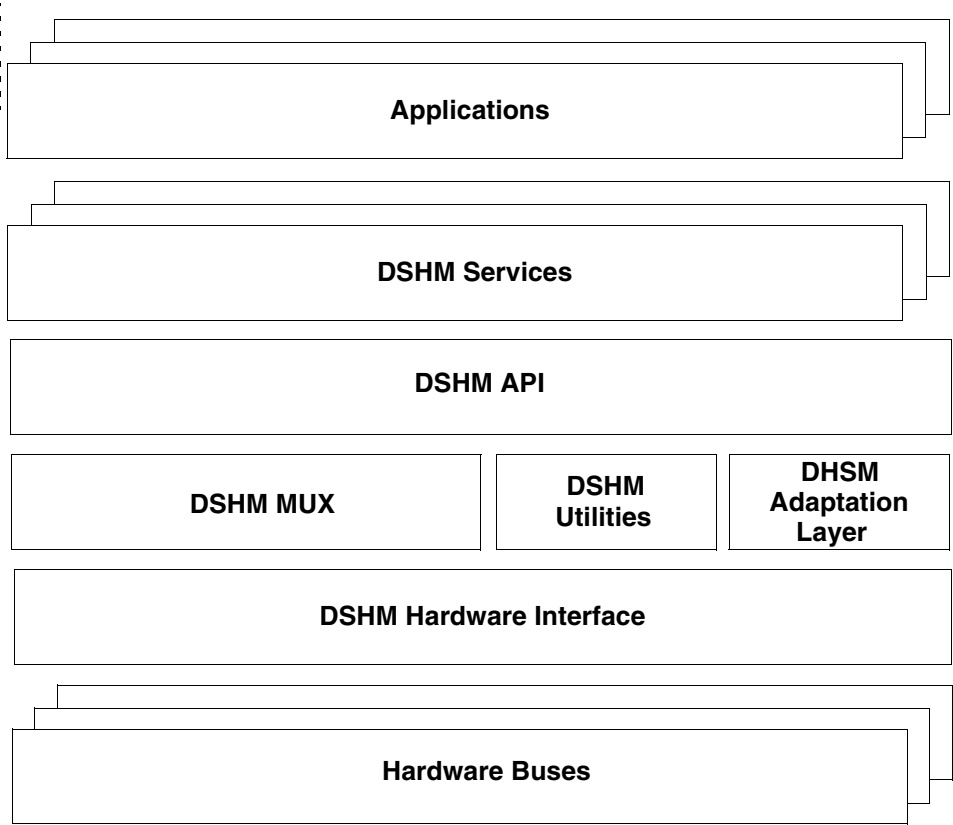 Applications
DSHM Services
DSHM API
DSHM MUX
DSHM
Utilities
DHSM
Adaptation
Layer
DSHM Hardware Interface
Hardware Buses